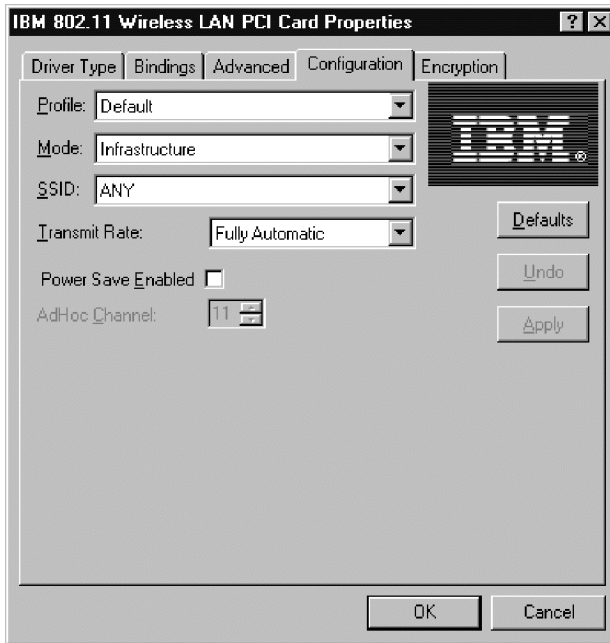 IBM 802.11 Wireless LAN PCI Card Properties
Driver Type Bindings Advanced Configuration Encryption
Profile: Default
IBM®
Mode: Infrastructure
SSID: ANY
Defaults
Transmit Rate: Fully Automatic
Undo
Power Save Enabled
AdHoc Channel: 11
Apply
OK Cancel